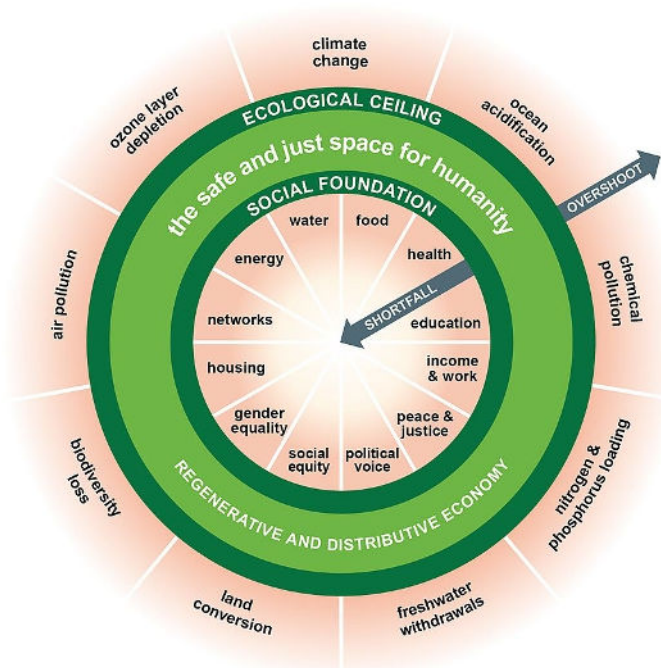 climate
change
ocean
acidification
chemical
pollution
nitrogen &
phosphorus loading
freshwater
withdrawals
land
conversion
biodiversity
loss
air pollution
ozone layer
depletion
ECOLOGICAL CEILING
the safe and just space for humanity
SOCIAL FOUNDATION
OVERSHOOT
SHORTFALL
water
food
health
education
income
& work
peace &
justice
political
voice
social
equity
gender
equality
housing
networks
energy
REGENERATIVE AND DISTRIBUTIVE ECONOMY